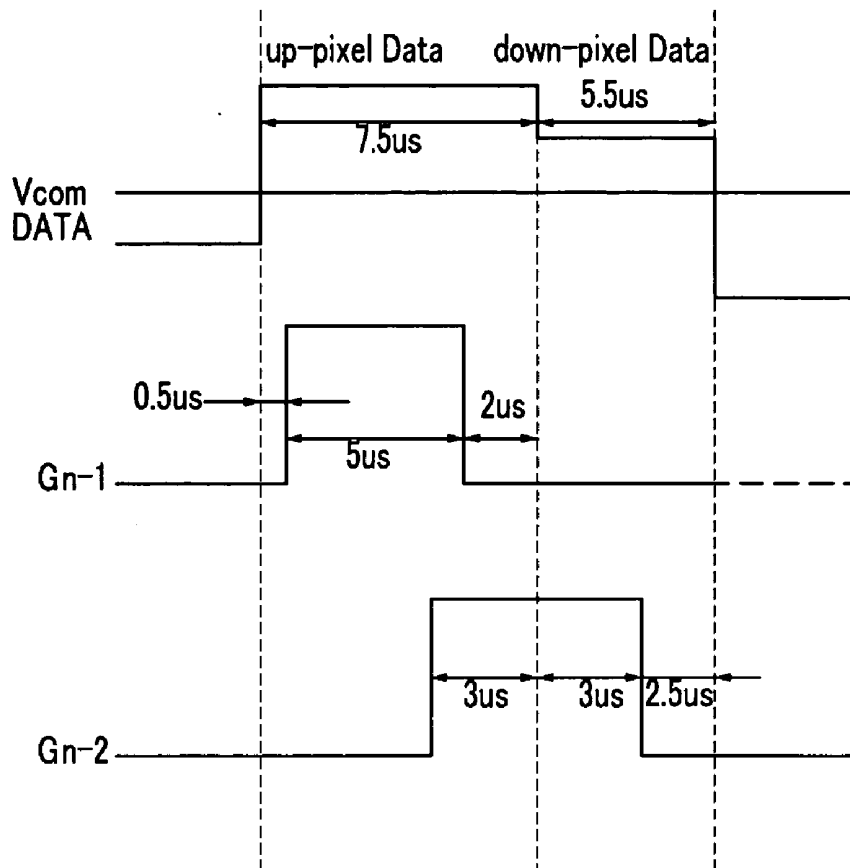 up-pixel Data down-pixel Data
5.5us
7.5us
Vcom
DATA
0.5us
2us
5us
Gn-1
3us 3us 2.5us
Gn-2